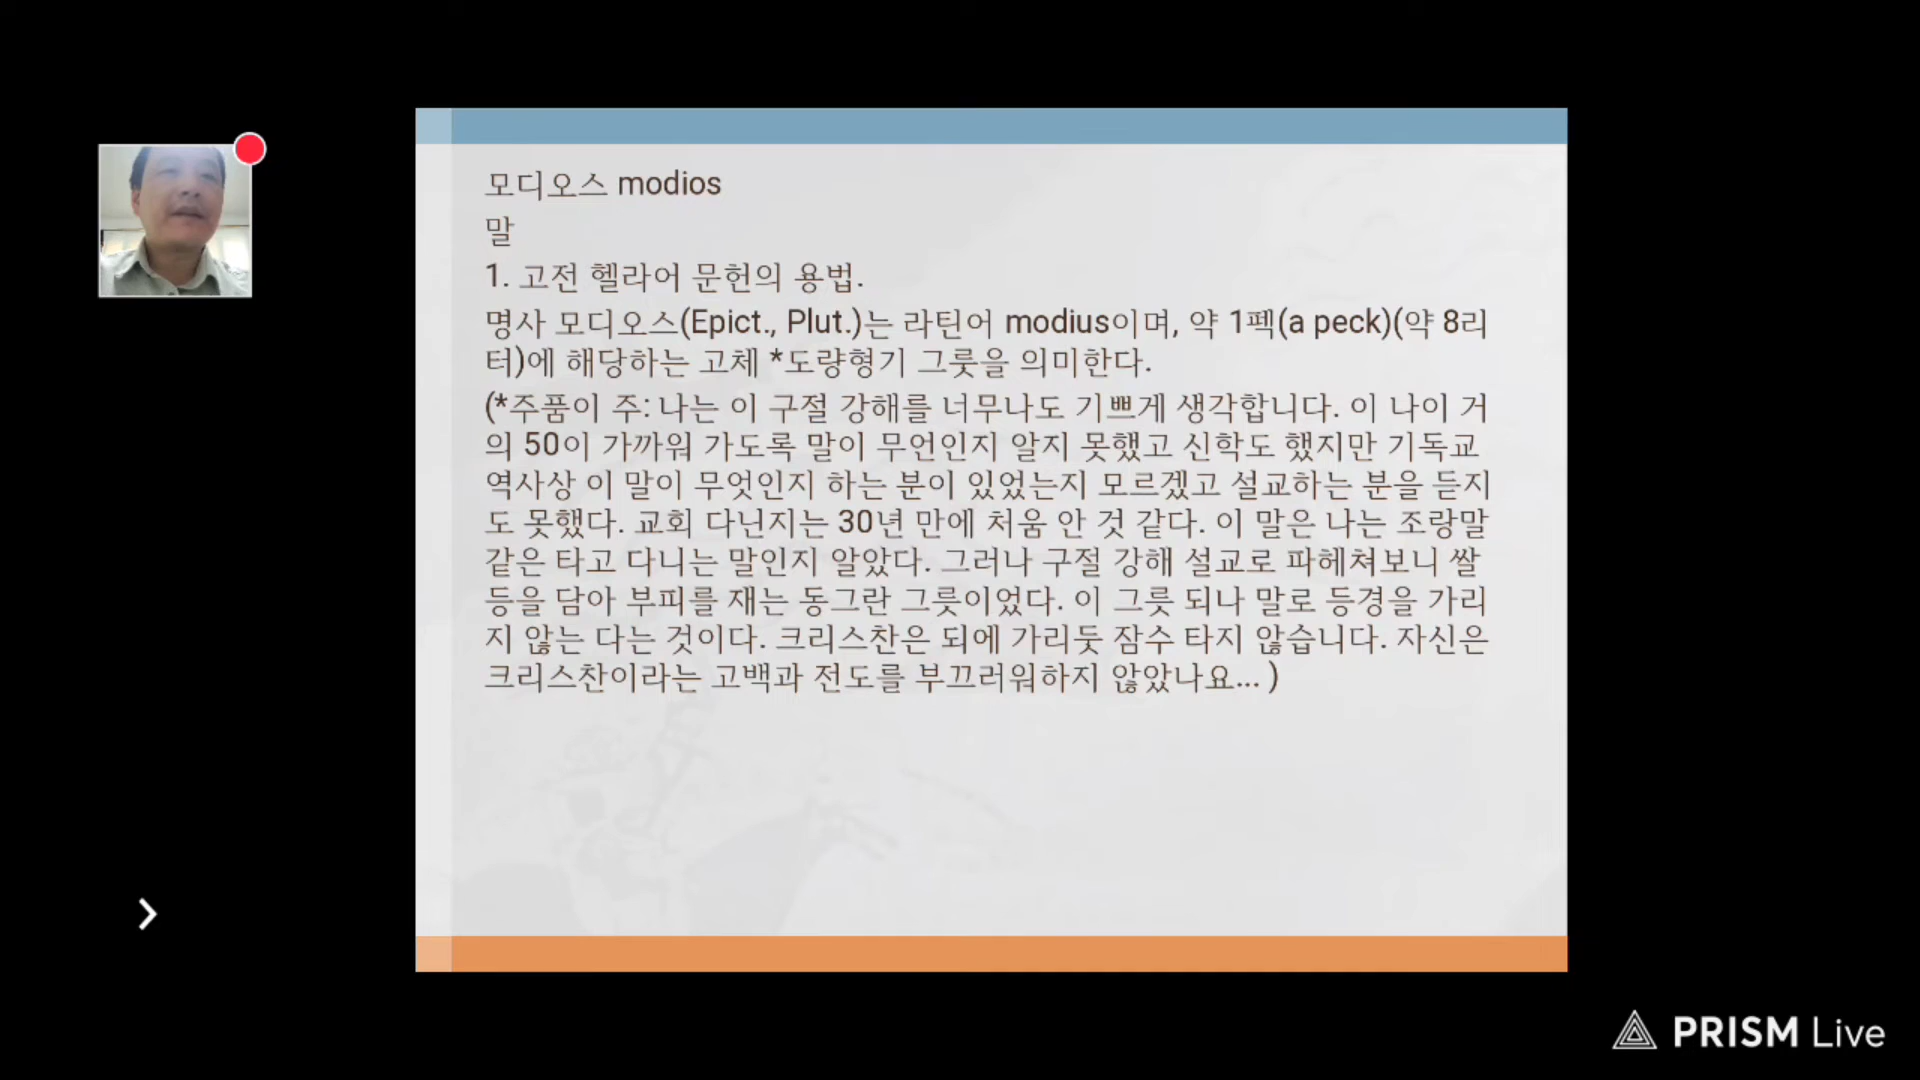 모디오스 modios
말
1. 고전 헬라어 문헌의 용법.
명사 모디오스(Epict., Plut.)는 라틴어 modius이며, 약 1펙(a peck)(약 8리
터)에 해당하는 고체 *도량형기 그릇을 의미한다.
(*주품이 주: 나는 이 구절 강해를 너무나도 기쁘게 생각합니다. 이 나이 거
의 50이 가까워 가도록 말이 무언인지 알지 못했고 신학도 했지만 기독교
역사상 이 말이 무엇인지 하는 분이 있었는지 모르겠고 설교하는 분을 듣지
도 못했다. 교회 다닌지는 30년 만에 처움 안 것 같다. 이 말은 나는 조랑말
같은 타고 다니는 말인지 알았다. 그러나 구절 강해 설교로 파헤쳐보니 쌀
등을 담아 부피를 재는 동그란 그릇이었다. 이 그릇 되나 말로 등경을 가리
지 않는 다는 것이다. 크리스찬은 되에 가리듯 잠수 타지 않습니다. 자신은
크리스찬이라는 고백과 전도를 부끄러워하지 않았나요... )
PRISM Live